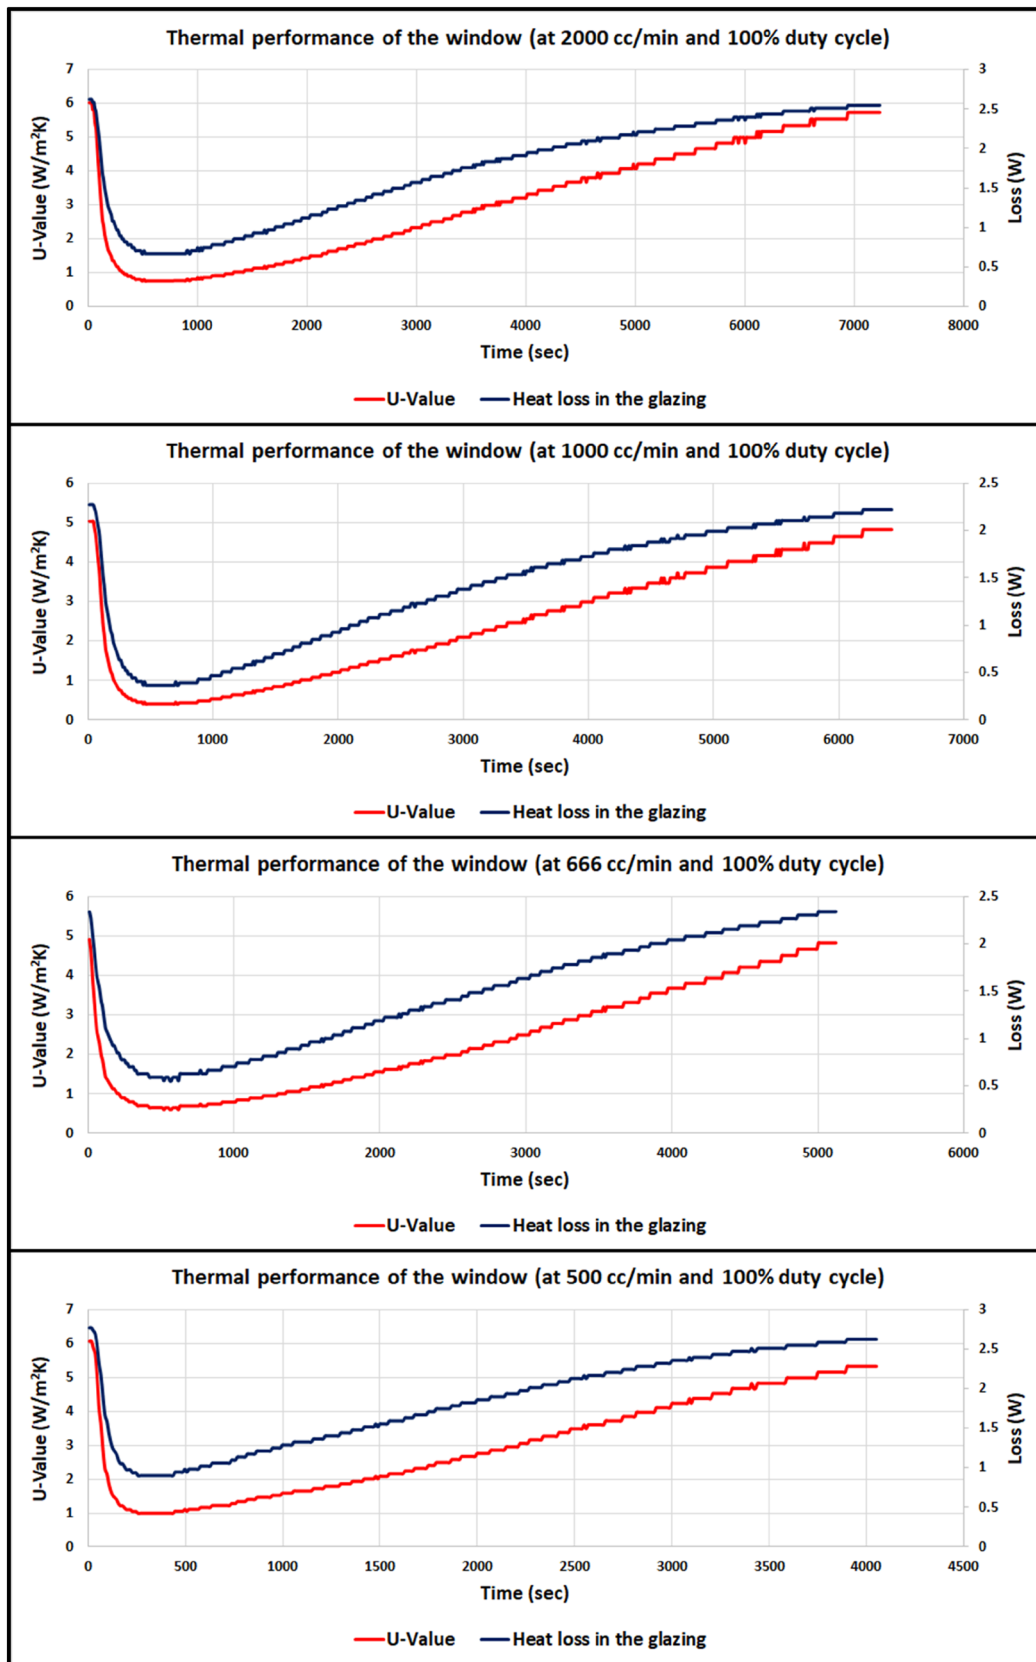 Thermal performance of the window (at 2000 cc/min and 100% duty cycle)
U-Value (W/m²K)
7
6
5
4
3
2
1
0
3
2.5
2
1.5
1
0.5
0
Loss (W)
0 1000 2000 3000 4000 5000 6000 7000 8000
Time (sec)
U-Value Heat loss in the glazing
Thermal performance of the window (at 1000 cc/min and 100% duty cycle)
U-Value (W/m²K)
6
5
4
3
2
1
0
2.5
2
1.5
1
0.5
0
Loss (W)
0 1000 2000 3000 4000 5000 6000 7000
Time (sec)
U-Value Heat loss in the glazing
Thermal performance of the window (at 666 cc/min and 100% duty cycle)
U-Value (W/m²K)
6
5
4
3
2
1
0
2.5
2
1.5
1
0.5
0
Loss (W)
0 1000 2000 3000 4000 5000 6000
Time (sec)
U-Value Heat loss in the glazing
Thermal performance of the window (at 500 cc/min and 100% duty cycle)
U-Value (W/m²K)
7
6
5
4
3
2
1
0
3
2.5
2
1.5
1
0.5
0
Loss (W)
0 500 1000 1500 2000 2500 3000 3500 4000 4500
Time (sec)
U-Value Heat loss in the glazing